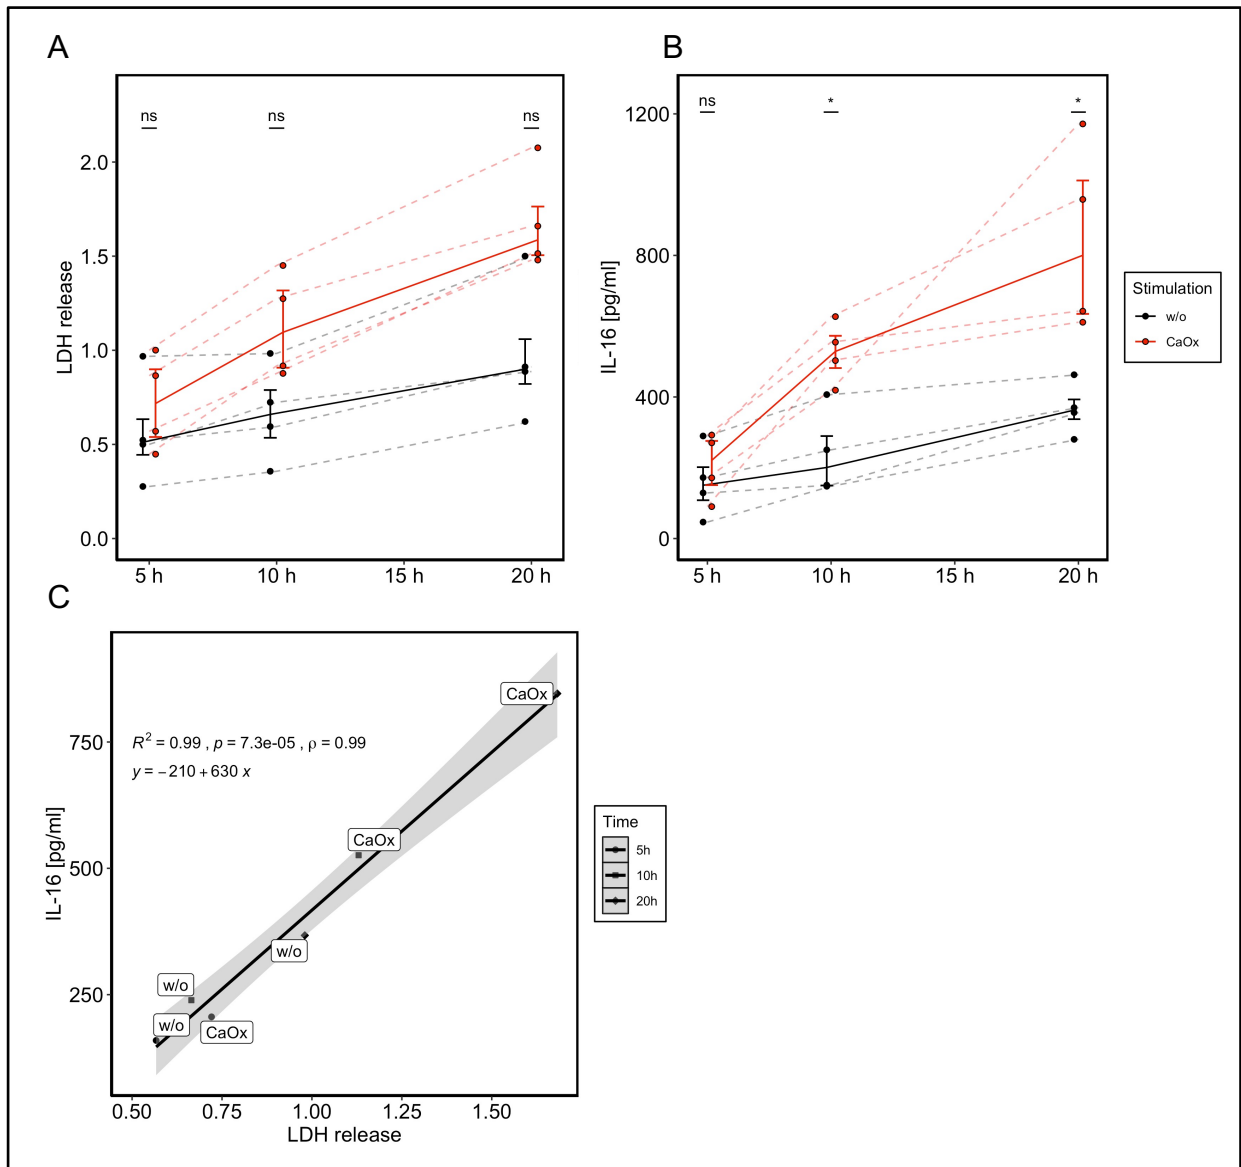 A
ns
ns
ns
2.0
1.5
1.0
0.5
0.0
LDH release
5 h
10 h
15 h
20 h
B
ns
*
*
1200
800
400
0
IL-16 [pg/ml]
5 h
10 h
15 h
20 h
Stimulation
w/o
CaOx
C
R² = 0.99 , p = 7.3e-05 , ρ = 0.99
y = −210 + 630 x
CaOx
CaOx
w/o
w/o
w/o
CaOx
750
500
250
IL-16 [pg/ml]
0.50
0.75
1.00
1.25
1.50
LDH release
Time
5h
10h
20h